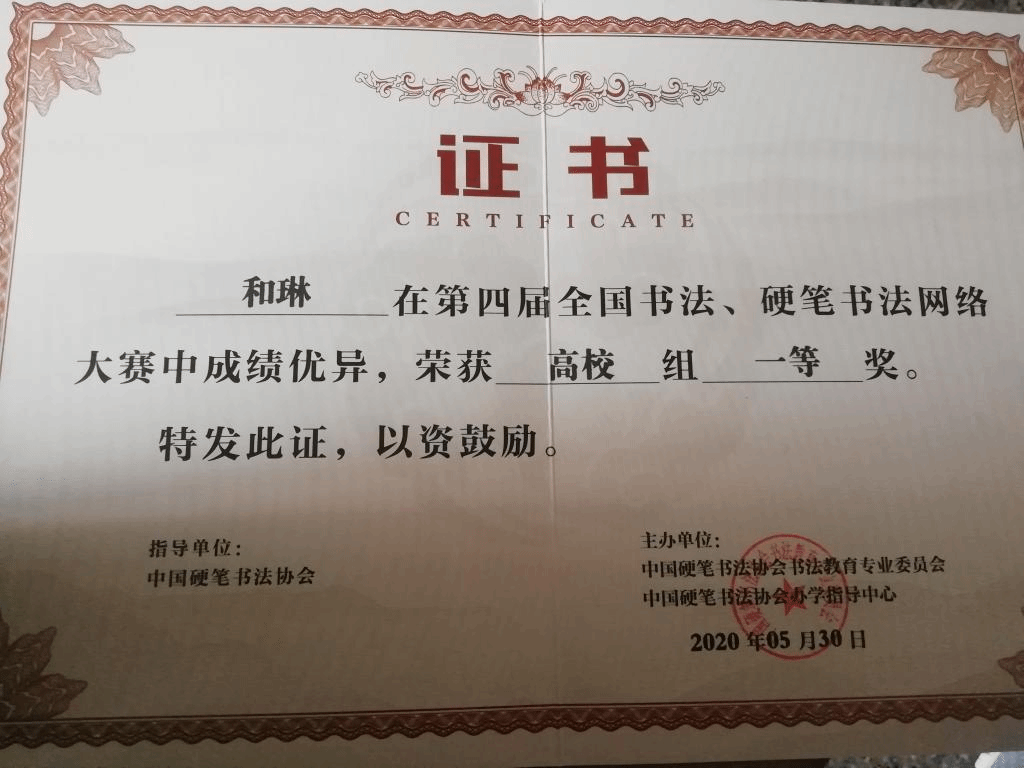 证书
CERTIFICATE
和琳 在第四届全国书法、硬笔书法网络
大赛中成绩优异，荣获 高校 组 一等 奖。
特发此证，以资鼓励。
指导单位：
中国硬笔书法协会
主办单位：
中国硬笔书法协会书法教育专业委员会
中国硬笔书法协会办学指导中心
2020 年05 月30 日